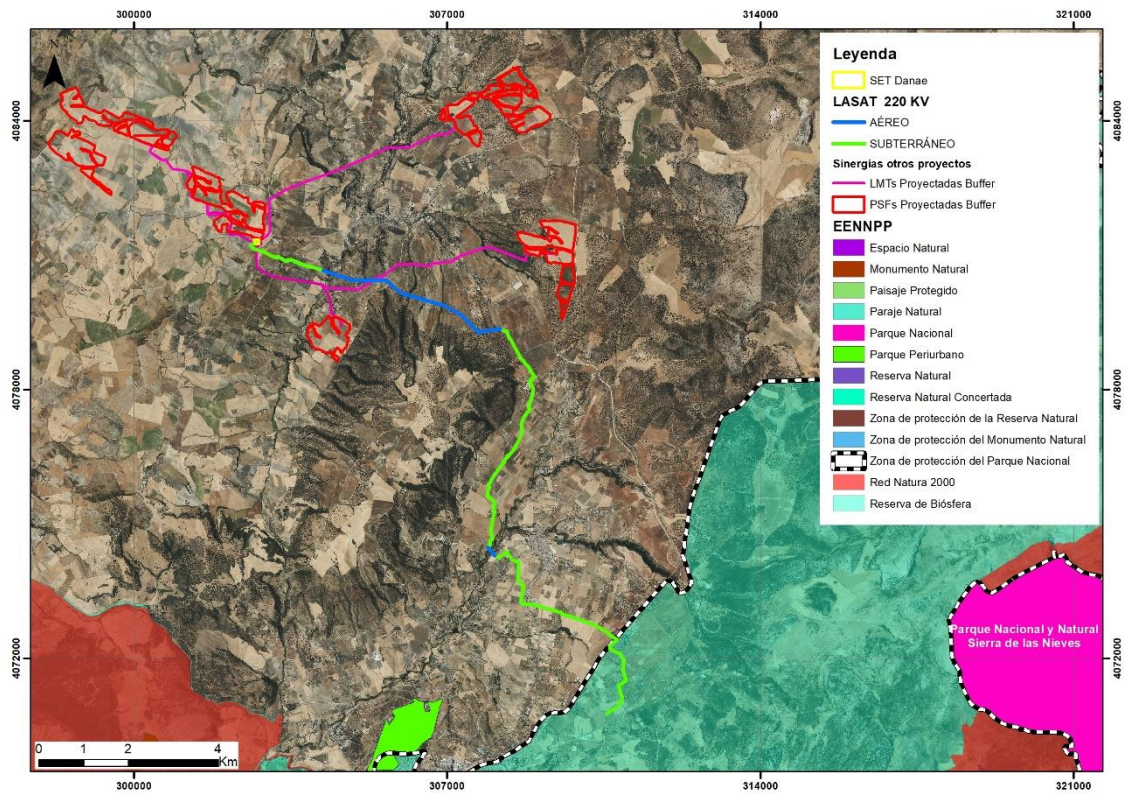 300000
307000
314000
321000
4084000
4084000
4078000
4078000
4072000
4072000
Leyenda
SET Danae
LASAT 220 KV
AÉREO
SUBTERRÁNEO
Sinergias otros proyectos
LMTs Proyectadas Buffer
PSFs Proyectadas Buffer
EENNPP
Espacio Natural
Monumento Natural
Paisaje Protegido
Paraje Natural
Parque Nacional
Parque Periurbano
Reserva Natural
Reserva Natural Concertada
Zona de protección de la Reserva Natural
Zona de protección del Monumento Natural
Zona de protección del Parque Nacional
Red Natura 2000
Reserva de Biósfera
Parque Nacional y Natural
Sierra de las Nieves
0 1 2 4
Km
300000
307000
314000
321000